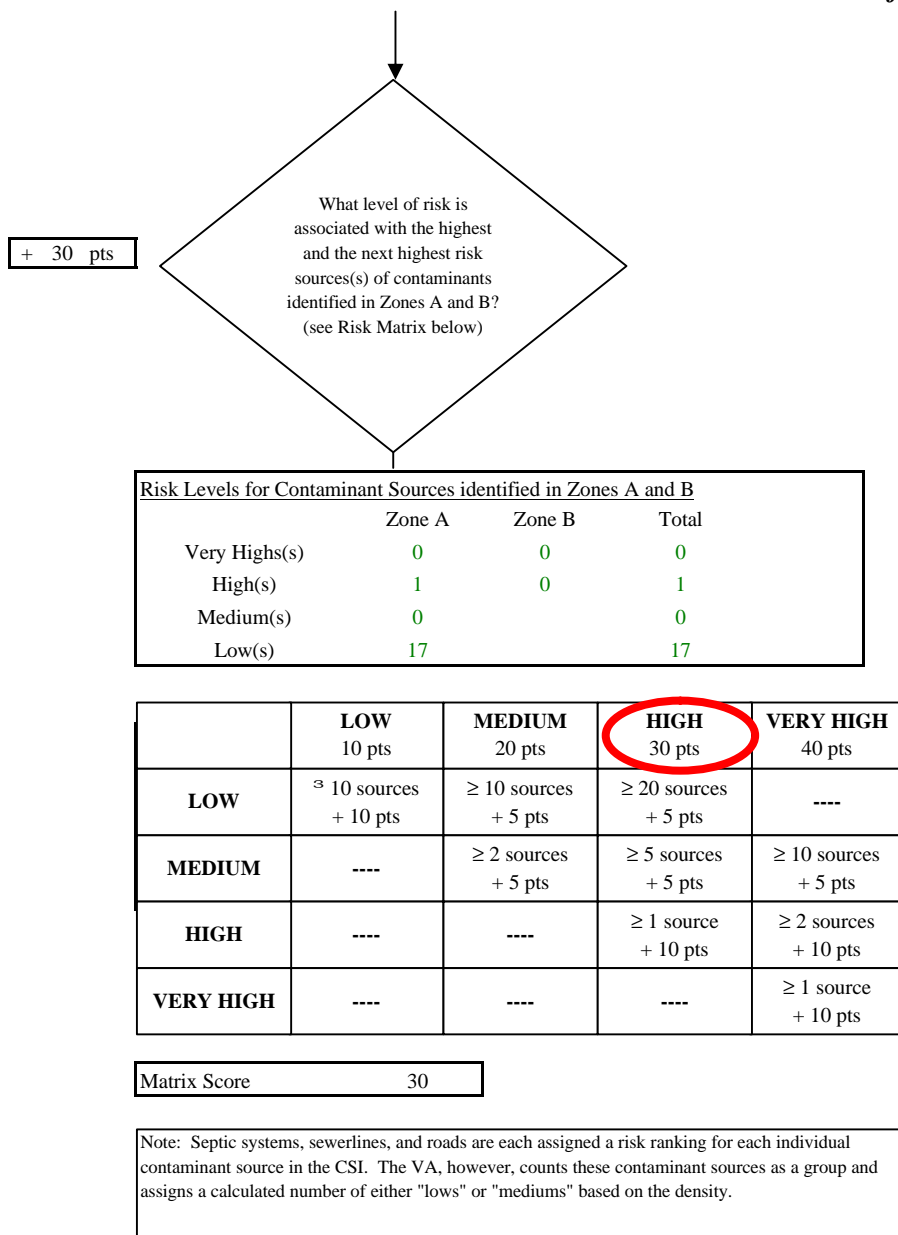 What level of risk is
associated with the highest
and the next highest risk
sources(s) of contaminants
identified in Zones A and B?
(see Risk Matrix below)
+ 30 pts
Risk Levels for Contaminant Sources identified in Zones A and B
Zone A Zone B Total
Very Highs(s) 0 0 0
High(s) 1 0 1
Medium(s) 0 0
Low(s) 17 17
LOW MEDIUM HIGH VERY HIGH
10 pts 20 pts 30 pts 40 pts
LOW ³ 10 sources ≥ 10 sources ≥ 20 sources ----
+ 10 pts + 5 pts + 5 pts
MEDIUM ---- ≥ 2 sources ≥ 5 sources ≥ 10 sources
+ 5 pts + 5 pts + 5 pts
HIGH ---- ---- ≥ 1 source ≥ 2 sources
+ 10 pts + 10 pts
VERY HIGH ---- ---- ---- ≥ 1 source
+ 10 pts
Matrix Score 30
Note: Septic systems, sewerlines, and roads are each assigned a risk ranking for each individual
contaminant source in the CSI. The VA, however, counts these contaminant sources as a group and
assigns a calculated number of either "lows" or "mediums" based on the density.